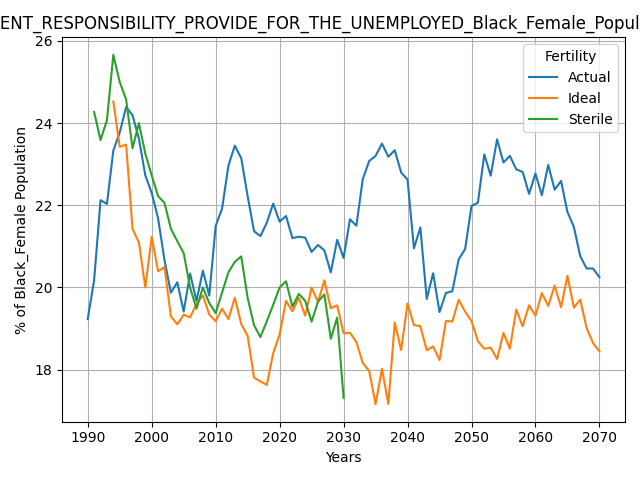 ENT_RESPONSIBILITY_PROVIDE_FOR_THE_UNEMPLOYED_Black_Female_Popul
26
24
22
20
18
% of Black_Female Population
Fertility
Actual
Ideal
Sterile
1990 2000 2010 2020 2030 2040 2050 2060 2070
Years